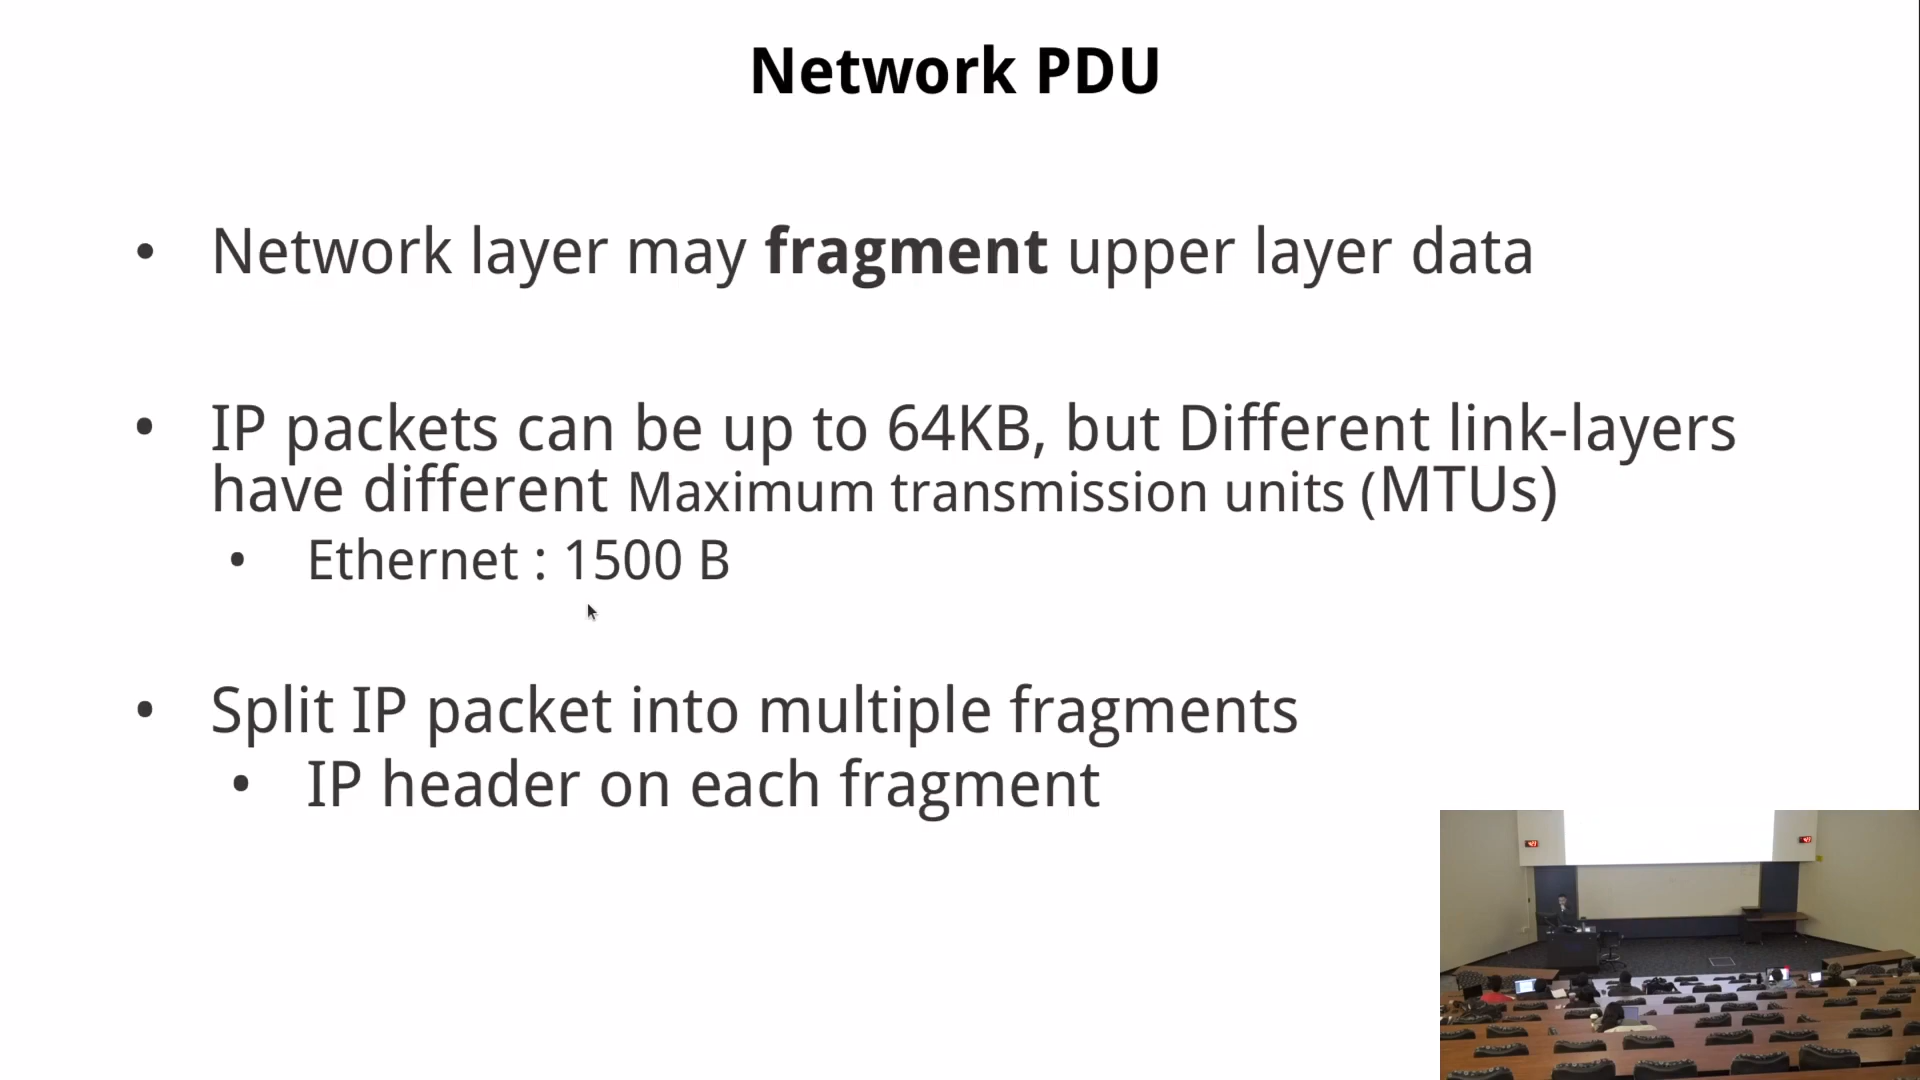 Network PDU
• Network layer may fragment upper layer data
• IP packets can be up to 64KB, but Different link-layers
have different Maximum transmission units (MTUs)
• Ethernet : 1500 B
• Split IP packet into multiple fragments
• IP header on each fragment